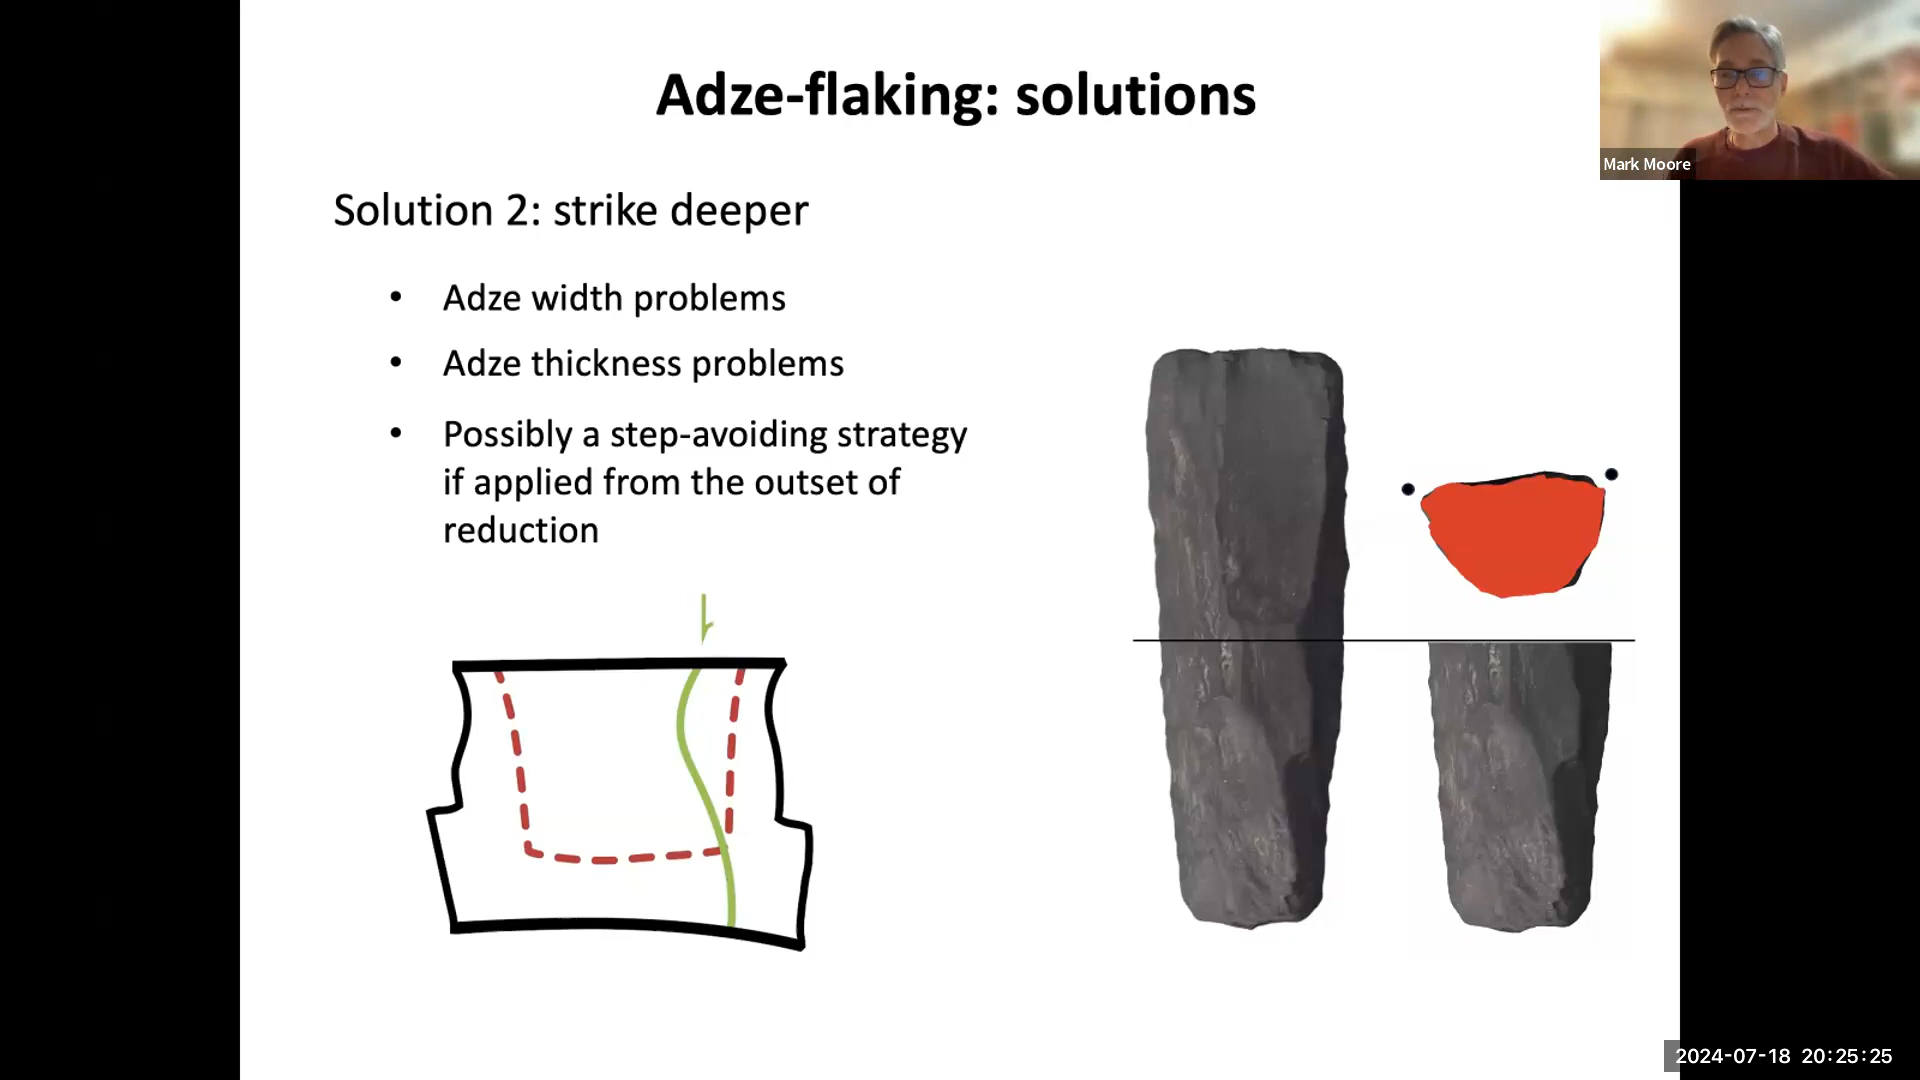 Adze-flaking: solutions
Mark Moore
Solution 2: strike deeper
• Adze width problems
• Adze thickness problems
• Possibly a step-avoiding strategy
if applied from the outset of
reduction
2024-07-18 20:25:25